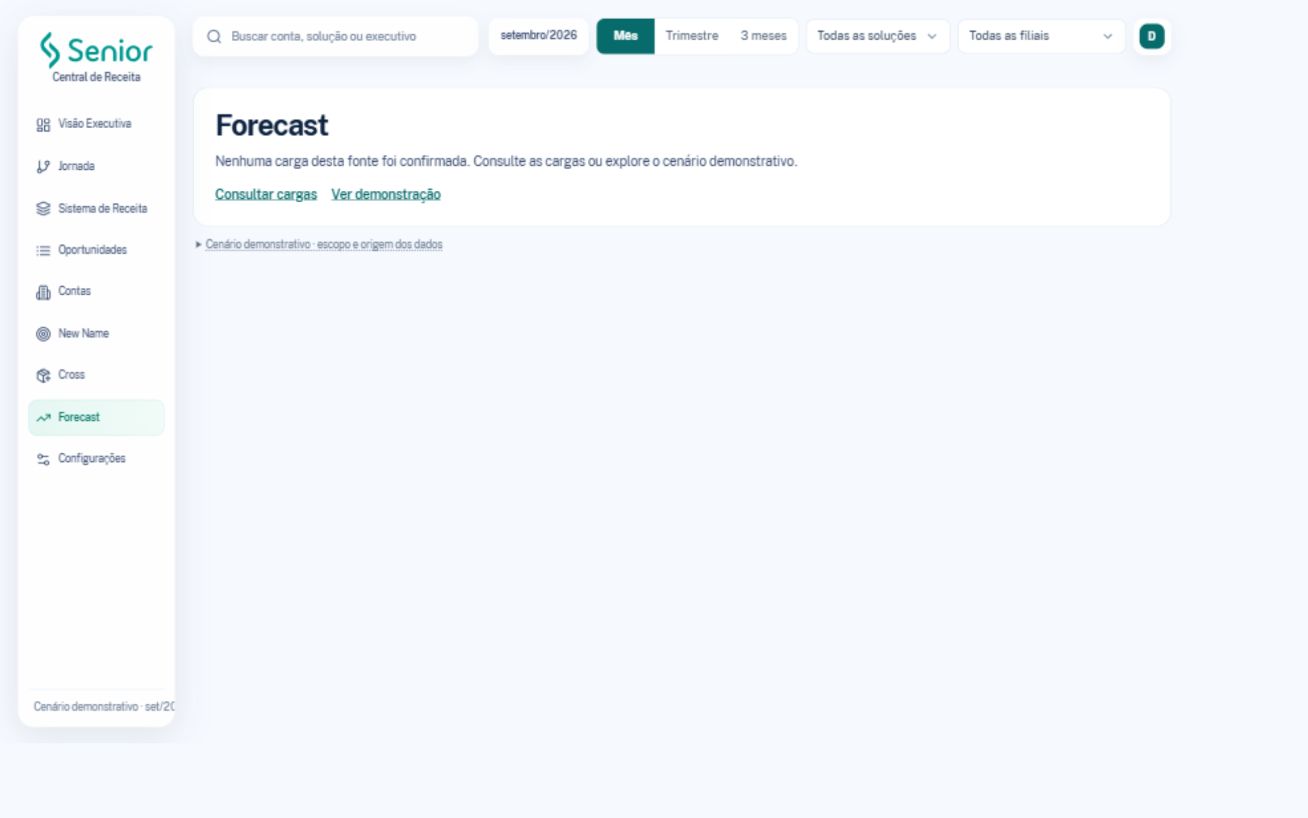 Senior
Central de Receita
Visão Executiva
Jornada
Sistema de Receita
Oportunidades
Contas
New Name
Cross
Forecast
Configurações
Cenário demonstrativo · set/20
Buscar conta, solução ou executivo
setembro/2026
Mês
Trimestre
3 meses
Todas as soluções
Todas as filiais
D
Forecast
Nenhuma carga desta fonte foi confirmada. Consulte as cargas ou explore o cenário demonstrativo.
Consultar cargas
Ver demonstração
Cenário demonstrativo · escopo e origem dos dados